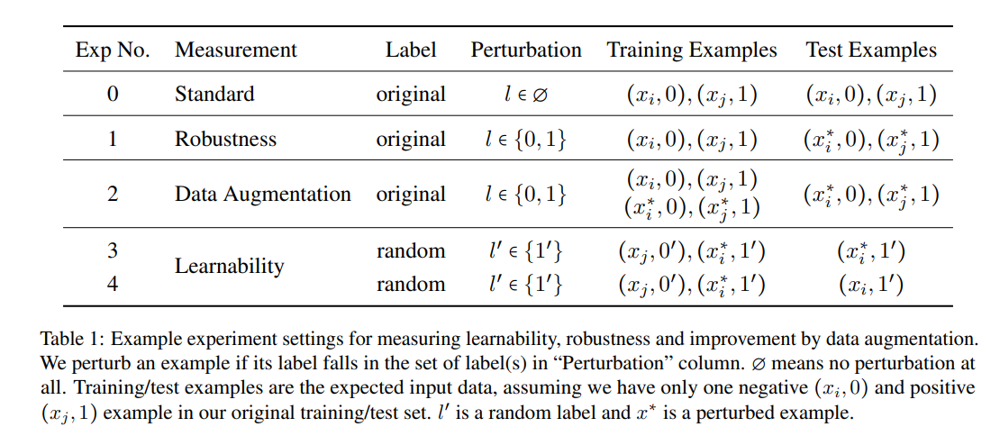 Exp No. Measurement Label Perturbation Training Examples Test Examples
0 Standard original l ∈ ∅ (x_i, 0), (x_j, 1) (x_i, 0), (x_j, 1)
1 Robustness original l ∈ {0, 1} (x_i, 0), (x_j, 1) (x_i^*, 0), (x_j^*, 1)
2 Data Augmentation original l ∈ {0, 1} (x_i, 0), (x_j, 1) (x_i^*, 0), (x_j^*, 1)
(x_i^*, 0), (x_j^*, 1)
3 Learnability random l′ ∈ {1′} (x_j, 0′), (x_i^*, 1′) (x_i^*, 1′)
4 random l′ ∈ {1′} (x_j, 0′), (x_i^*, 1′) (x_i, 1′)
Table 1: Example experiment settings for measuring learnability, robustness and improvement by data augmentation.
We perturb an example if its label falls in the set of label(s) in “Perturbation” column. ∅ means no perturbation at
all. Training/test examples are the expected input data, assuming we have only one negative (x_i, 0) and positive
(x_j, 1) example in our original training/test set. l′ is a random label and x^* is a perturbed example.